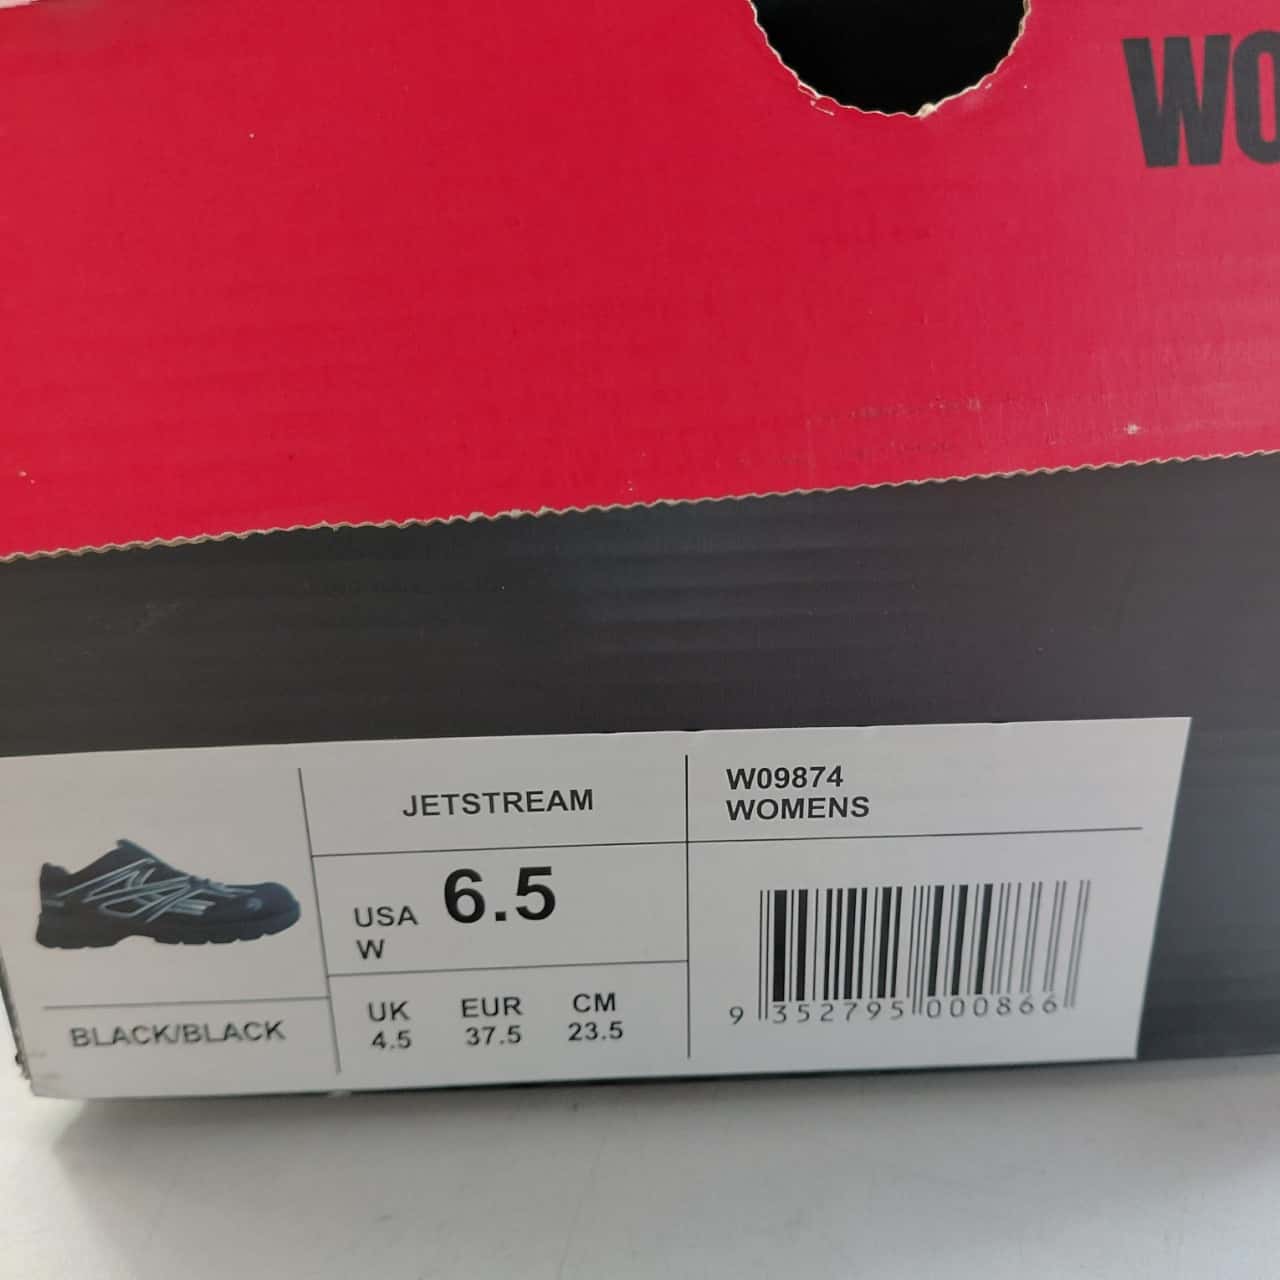 WO
JETSTREAM
W09874
WOMENS
USA 6.5
W
UK EUR CM
4.5 37.5 23.5
BLACK/BLACK
9 352795 000866